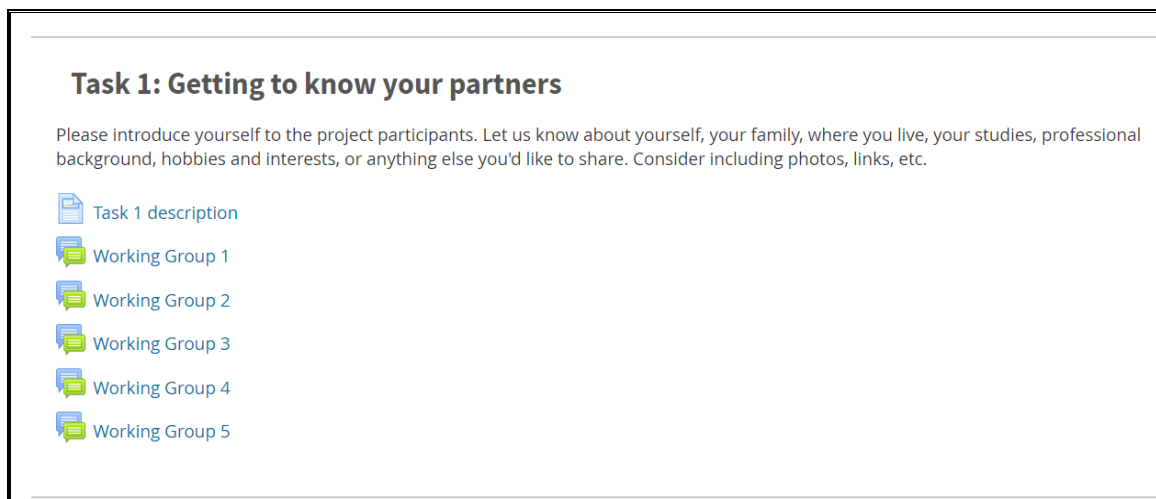 Task 1: Getting to know your partners
Please introduce yourself to the project participants. Let us know about yourself, your family, where you live, your studies, professional
background, hobbies and interests, or anything else you'd like to share. Consider including photos, links, etc.
Task 1 description
Working Group 1
Working Group 2
Working Group 3
Working Group 4
Working Group 5